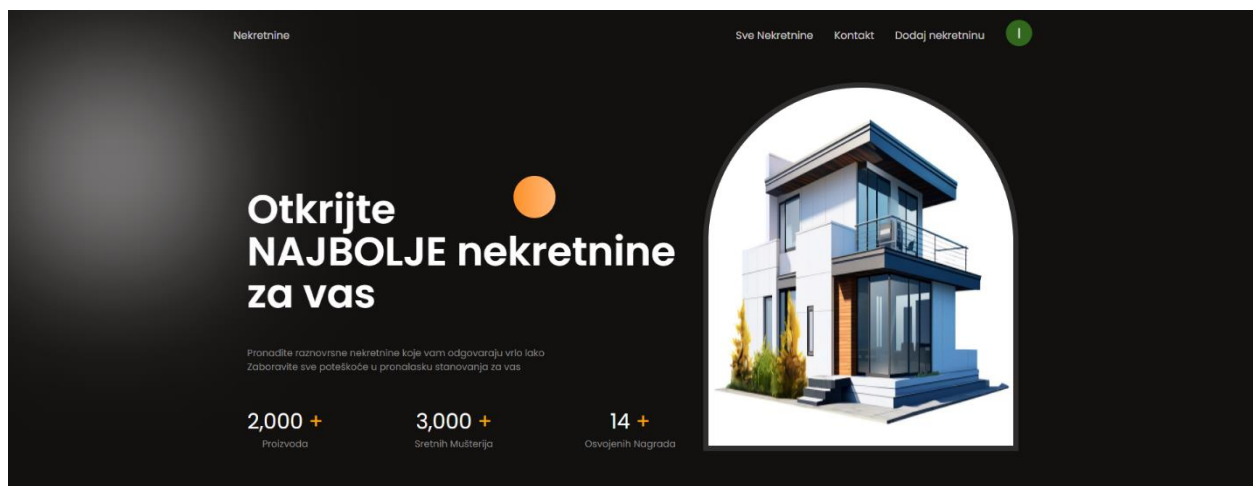 Nekretnine
Sve Nekretnine Kontakt Dodaj nekretninu I
Otkrijte
NAJBOLJE nekretnine
za vas
Pronađite raznovrsne nekretnine koje vam odgovaraju vrlo lako
Zaboravite sve poteškoće u pronalasku stanovanja za vas
2,000 + 3,000 + 14 +
Proizvoda Sretnih Mušterija Osvojenih Nagrada